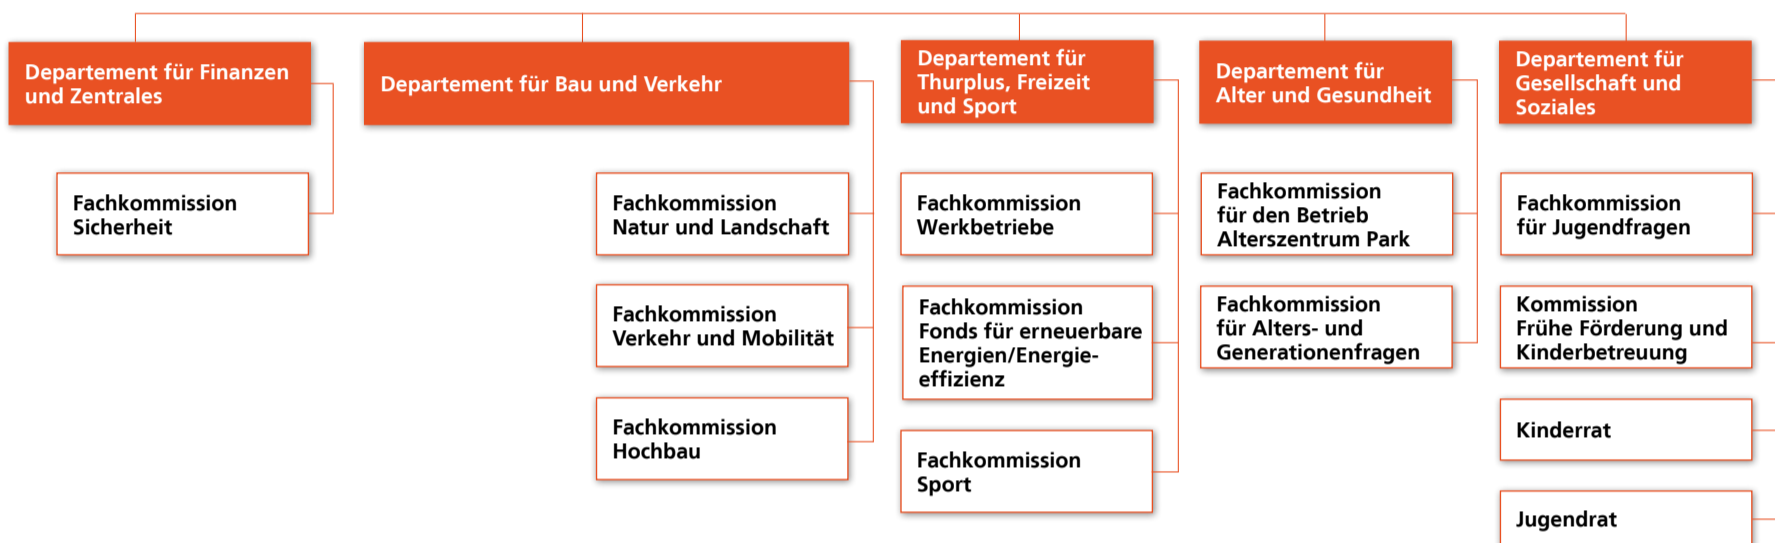 Departement für Finanzen
und Zentrales
Fachkommission
Sicherheit
Departement für Bau und Verkehr
Fachkommission
Natur und Landschaft
Fachkommission
Verkehr und Mobilität
Fachkommission
Hochbau
Departement für
Thurplus, Freizeit
und Sport
Fachkommission
Werkbetriebe
Fachkommission
Fonds für erneuerbare
Energien/Energie-
effizienz
Fachkommission
Sport
Departement für
Alter und Gesundheit
Fachkommission
für den Betrieb
Alterszentrum Park
Fachkommission
für Alters- und
Generationenfragen
Departement für
Gesellschaft und
Soziales
Fachkommission
für Jugendfragen
Kommission
Frühe Förderung und
Kinderbetreuung
Kinderrat
Jugendrat